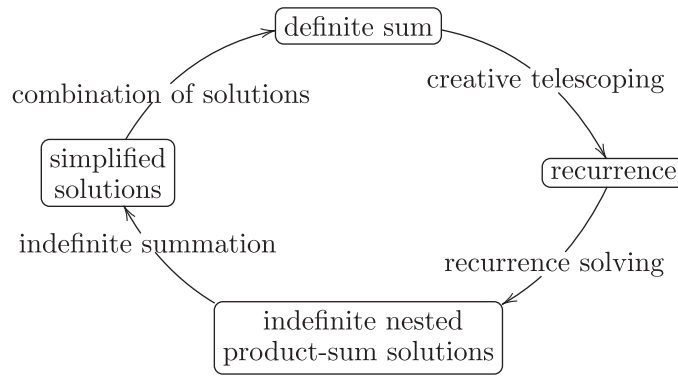 definite sum
creative telescoping
combination of solutions
simplified
solutions
recurrence
indefinite summation
recurrence solving
indefinite nested
product-sum solutions